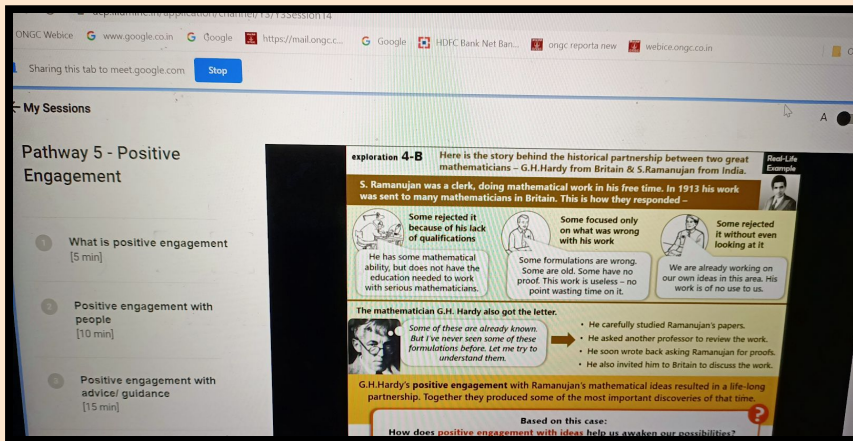 ONGC Webice
www.google.co.in
Google
https://mail.ongc.c...
Google
HDFC Bank Net Ban...
ongc reporta new
webice.ongc.co.in
Sharing this tab to meet.google.com
Stop
My Sessions
A
Pathway 5 - Positive
Engagement
1
What is positive engagement
[5 min]
2
Positive engagement with
people
[10 min]
3
Positive engagement with
advice/ guidance
[15 min]
exploration 4-B
Here is the story behind the historical partnership between two great
mathematicians – G.H.Hardy from Britain & S.Ramanujan from India.
Real-Life
Example
S. Ramanujan was a clerk, doing mathematical work in his free time. In 1913 his work
was sent to many mathematicians in Britain. This is how they responded –
Some rejected it
because of his lack
of qualifications
He has some mathematical
ability, but does not have the
education needed to work
with serious mathematicians.
Some focused only
on what was wrong
with his work
Some formulations are wrong.
Some are old. Some have no
proof. This work is useless – no
point wasting time on it.
Some rejected
it without even
looking at it
We are already working on
our own ideas in this area. His
work is of no use to us.
The mathematician G.H. Hardy also got the letter.
Some of these are already known.
But I've never seen some of these
formulations before. Let me try to
understand them.
• He carefully studied Ramanujan's papers.
• He asked another professor to review the work.
• He soon wrote back asking Ramanujan for proofs.
• He also invited him to Britain to discuss the work.
G.H.Hardy's positive engagement with Ramanujan's mathematical ideas resulted in a life-long
partnership. Together they produced some of the most important discoveries of that time.
?
Based on this case:
How does positive engagement with ideas help us awaken our possibilities?